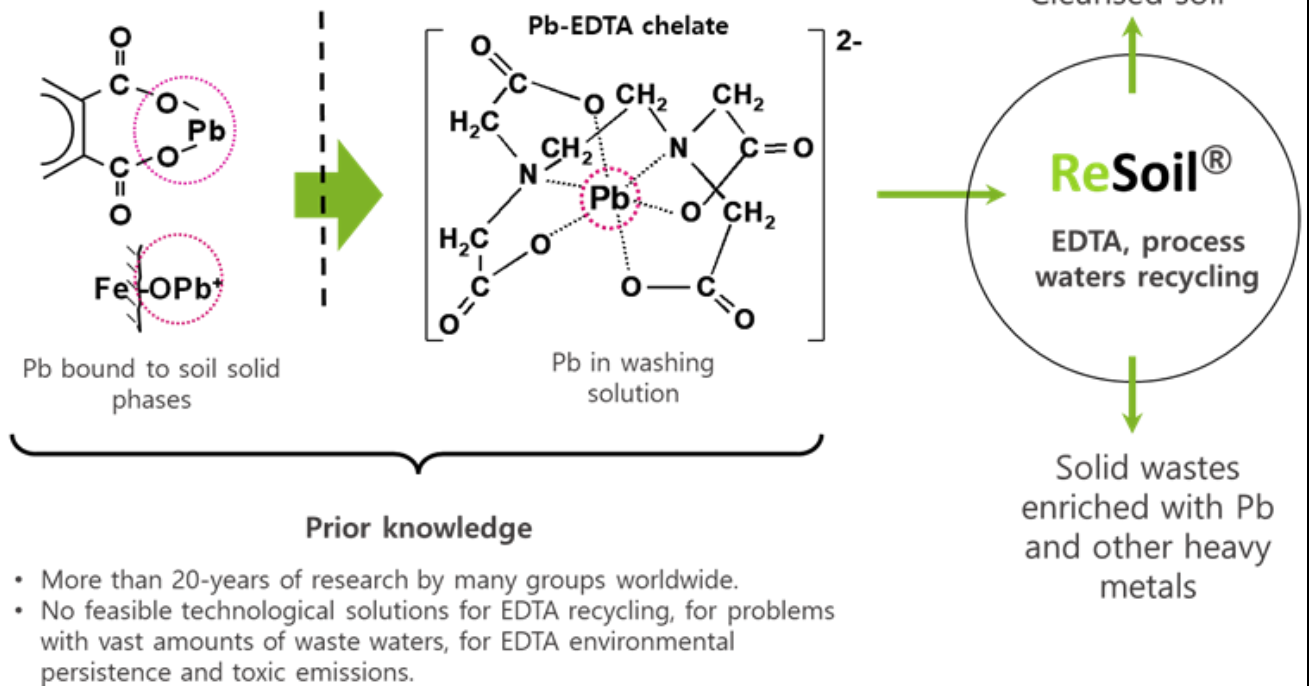 Cleansed soil
Pb-EDTA chelate
2-
O
C
O
Pb
O
C
O
Fe
-OPb+
Pb bound to soil solid
phases
O
C
O
CH2
CH2
H2C
CH2
N
N
C=O
Pb
H2C
O
O
CH2
C
O
O
C
O
Pb in washing
solution
ReSoil®
EDTA, process
waters recycling
Solid wastes
enriched with Pb
and other heavy
metals
Prior knowledge
• More than 20-years of research by many groups worldwide.
• No feasible technological solutions for EDTA recycling, for problems
with vast amounts of waste waters, for EDTA environmental
persistence and toxic emissions.